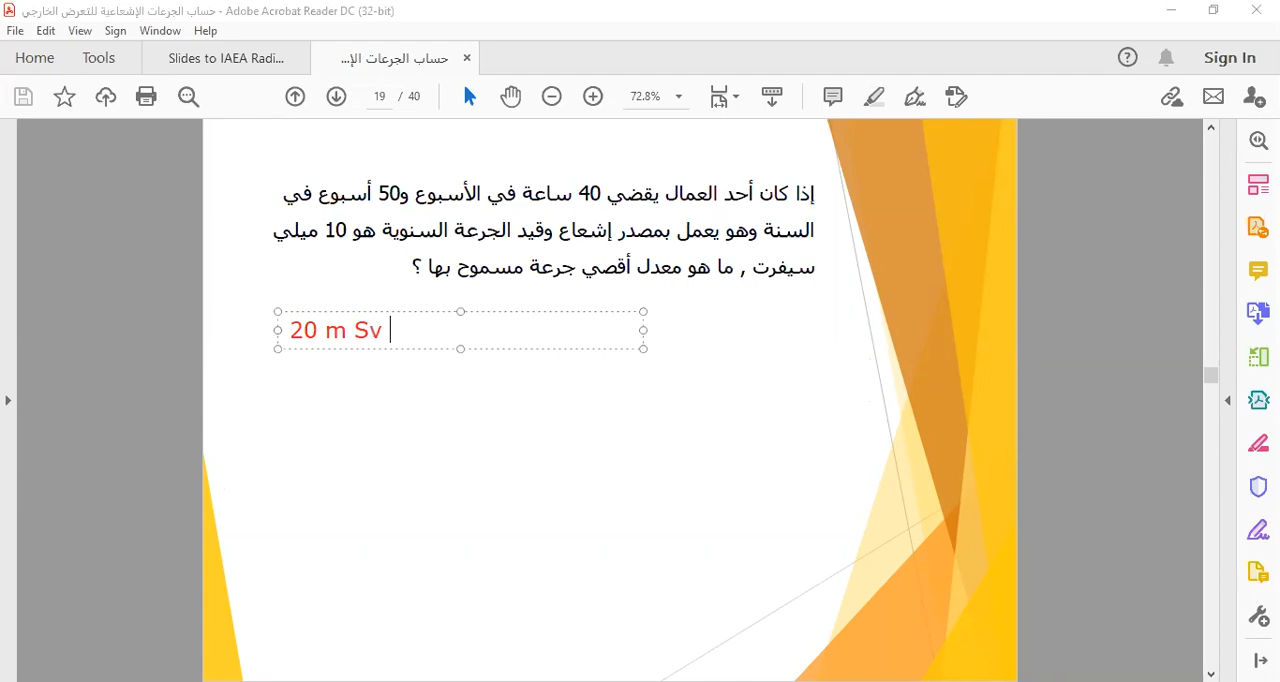 حساب الجرعات الإشعاعية للتعرض الخارجي - Adobe Acrobat Reader DC (32-bit)
File Edit View Sign Window Help
Home Tools Slides to IAEA Radi... حساب الجرعات الإ... × Sign In
19 / 40 72.8%
إذا كان أحد العمال يقضي 40 ساعة في الأسبوع و50 أسبوع في
السنة وهو يعمل بمصدر إشعاع وقيد الجرعة السنوية هو 10 ميلي
سيفرت , ما هو معدل أقصي جرعة مسموح بها ؟
20 m Sv